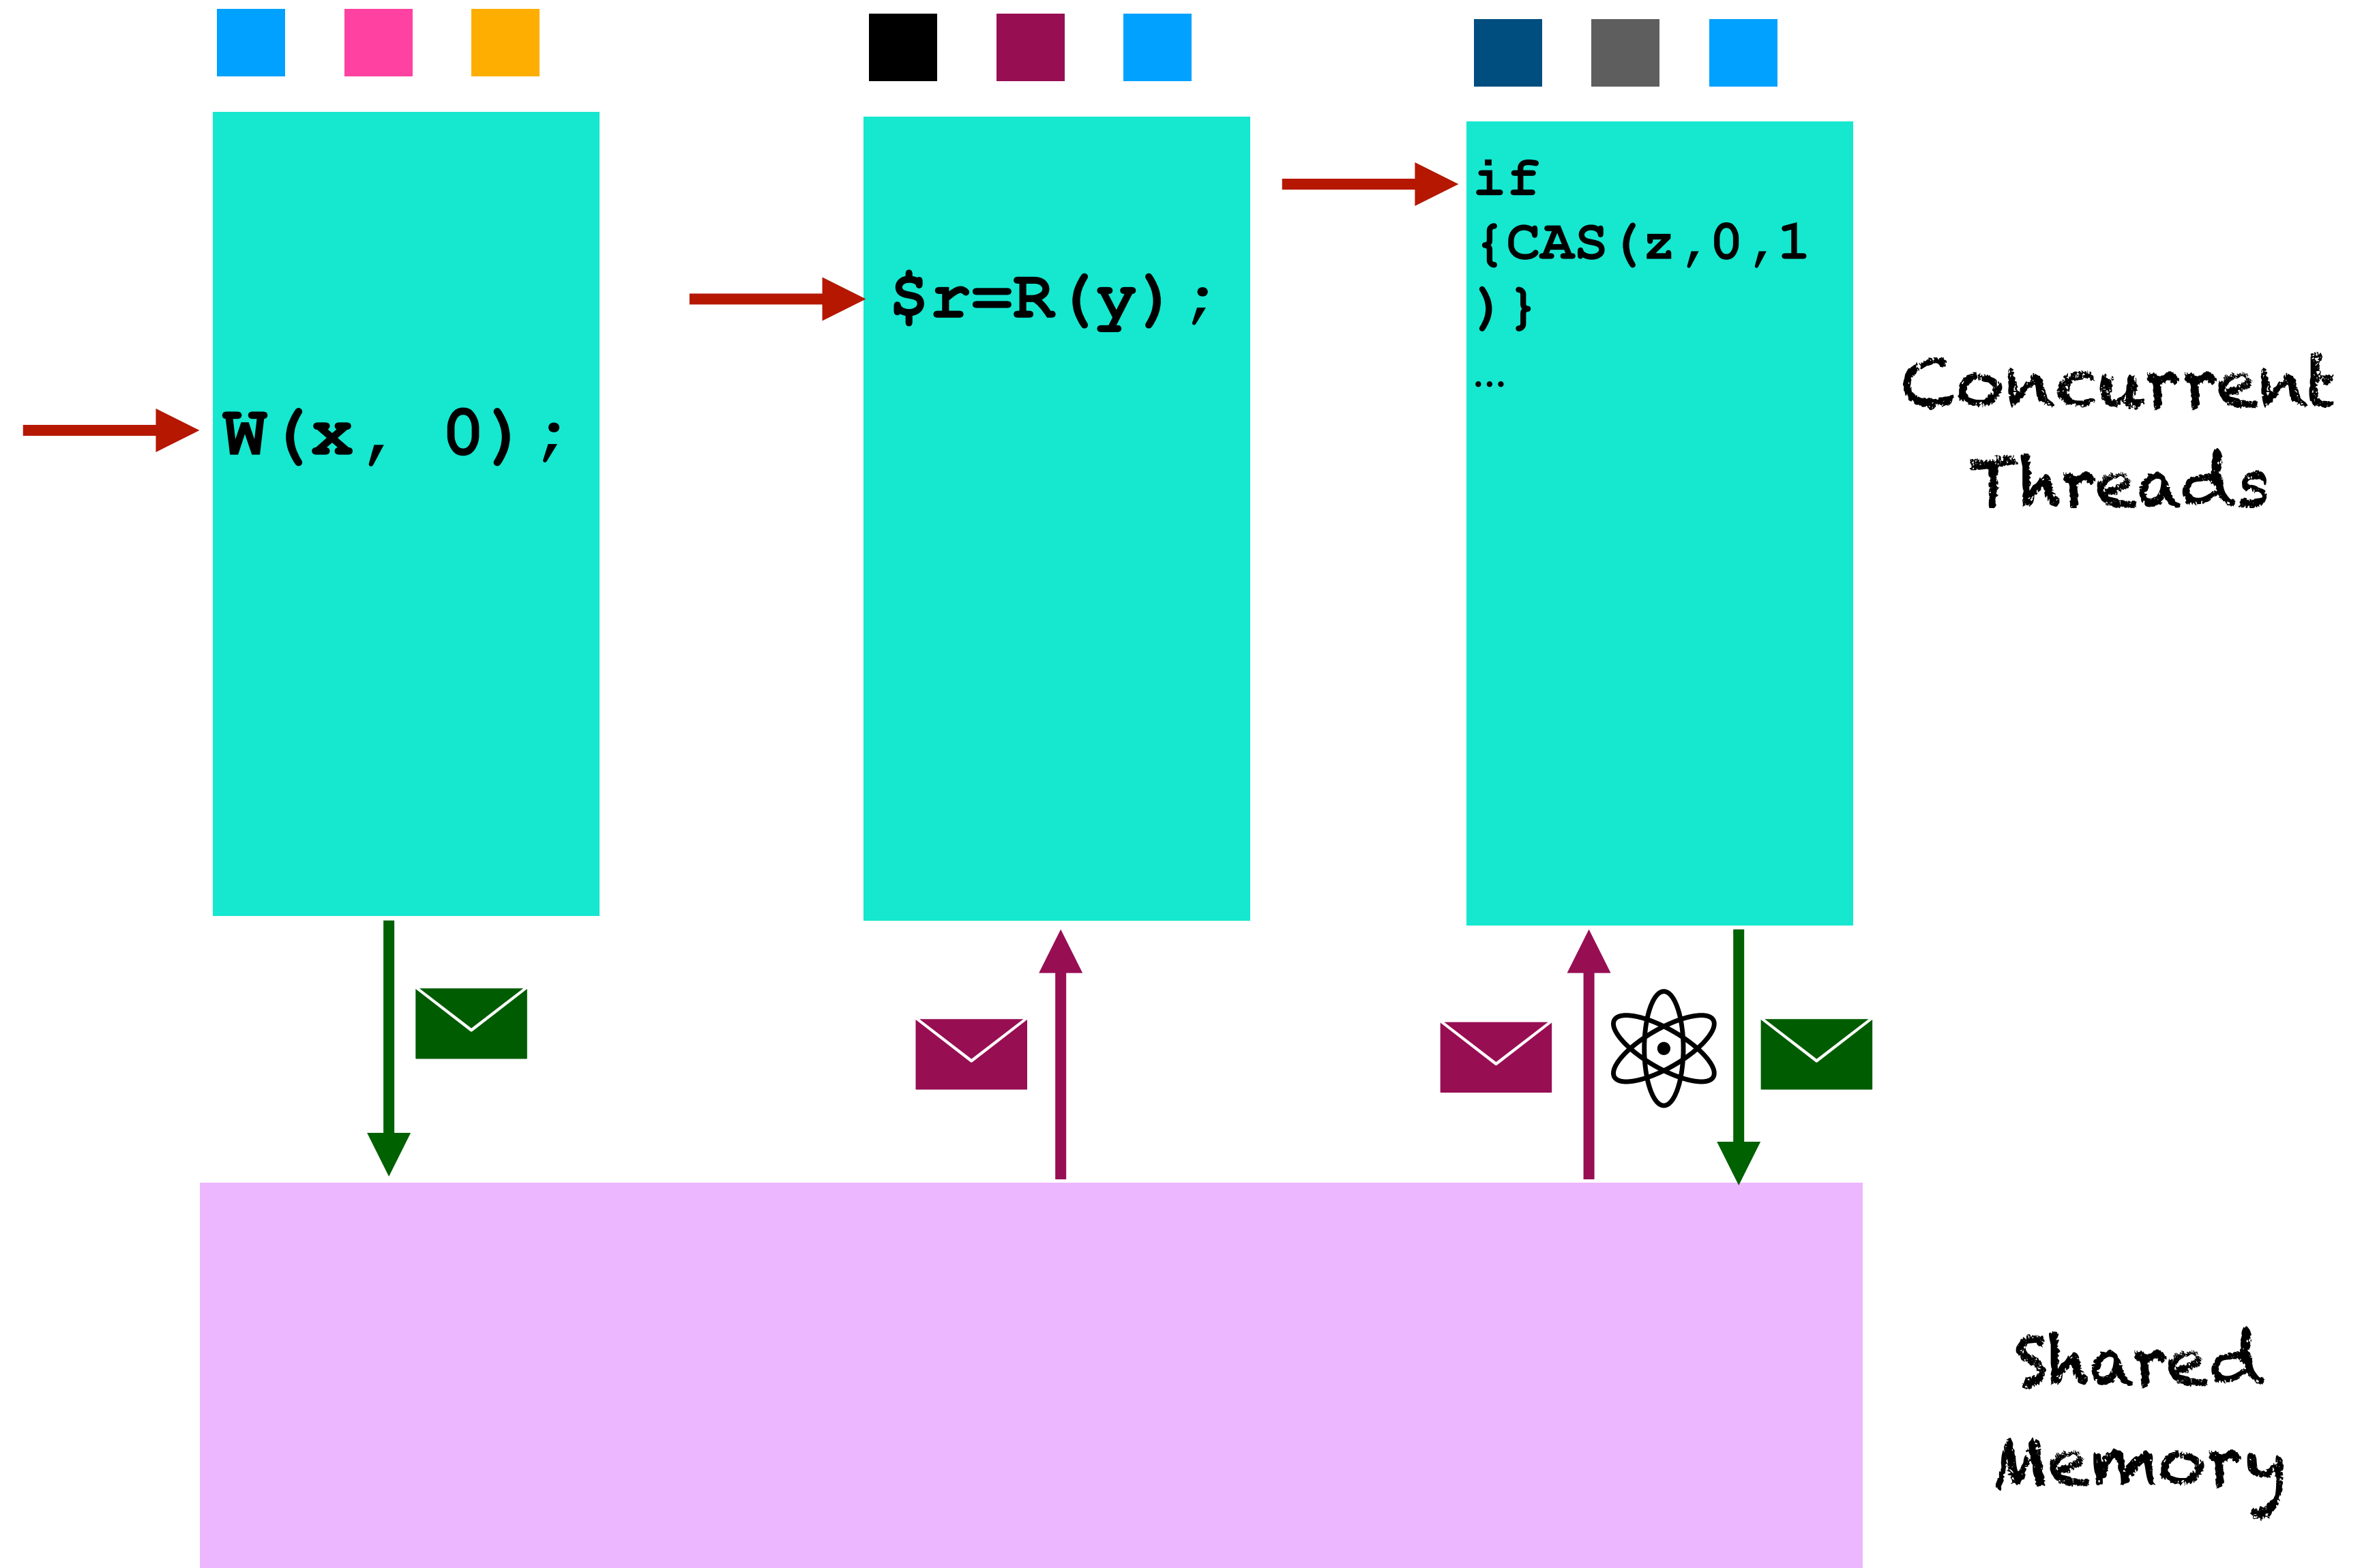 W(x, 0);
$r=R(y);
if
{CAS(z,0,1
)}
…
Concurrent
Threads
Shared
Memory